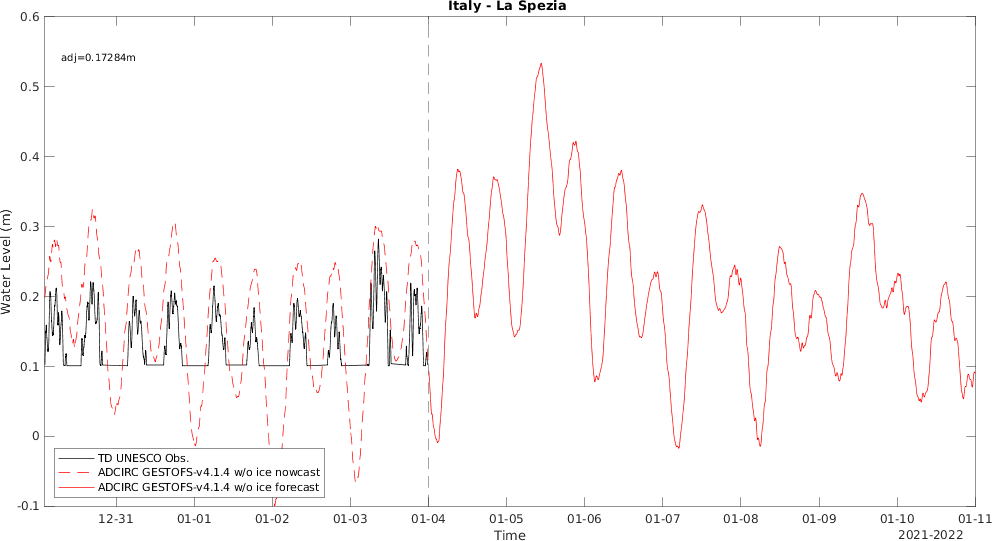 Italy - La Spezia
adj=0.17284m
Water Level (m)
0.6
0.5
0.4
0.3
0.2
0.1
0
-0.1
TD UNESCO Obs.
ADCIRC GESTOFS-v4.1.4 w/o ice nowcast
ADCIRC GESTOFS-v4.1.4 w/o ice forecast
12-31 01-01 01-02 01-03 01-04 01-05 01-06 01-07 01-08 01-09 01-10 01-11
Time
2021-2022